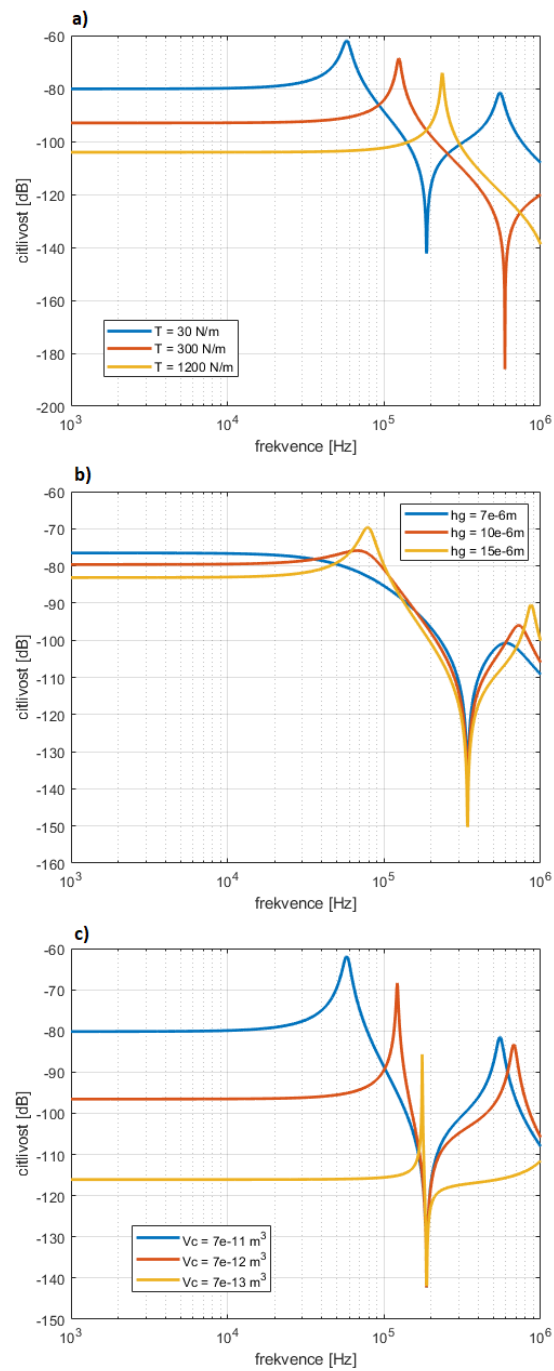 a)
-60
-80
-100
-120
-140
-160
-180
-200
citlivost [dB]
T = 30 N/m
T = 300 N/m
T = 1200 N/m
10³ 10⁴ 10⁵ 10⁶
frekvence [Hz]
b)
-60
-70
-80
-90
-100
-110
-120
-130
-140
-150
-160
citlivost [dB]
hg = 7e-6m
hg = 10e-6m
hg = 15e-6m
10³ 10⁴ 10⁵ 10⁶
frekvence [Hz]
c)
-60
-70
-80
-90
-100
-110
-120
-130
-140
-150
citlivost [dB]
Vc = 7e-11 m³
Vc = 7e-12 m³
Vc = 7e-13 m³
10³ 10⁴ 10⁵ 10⁶
frekvence [Hz]